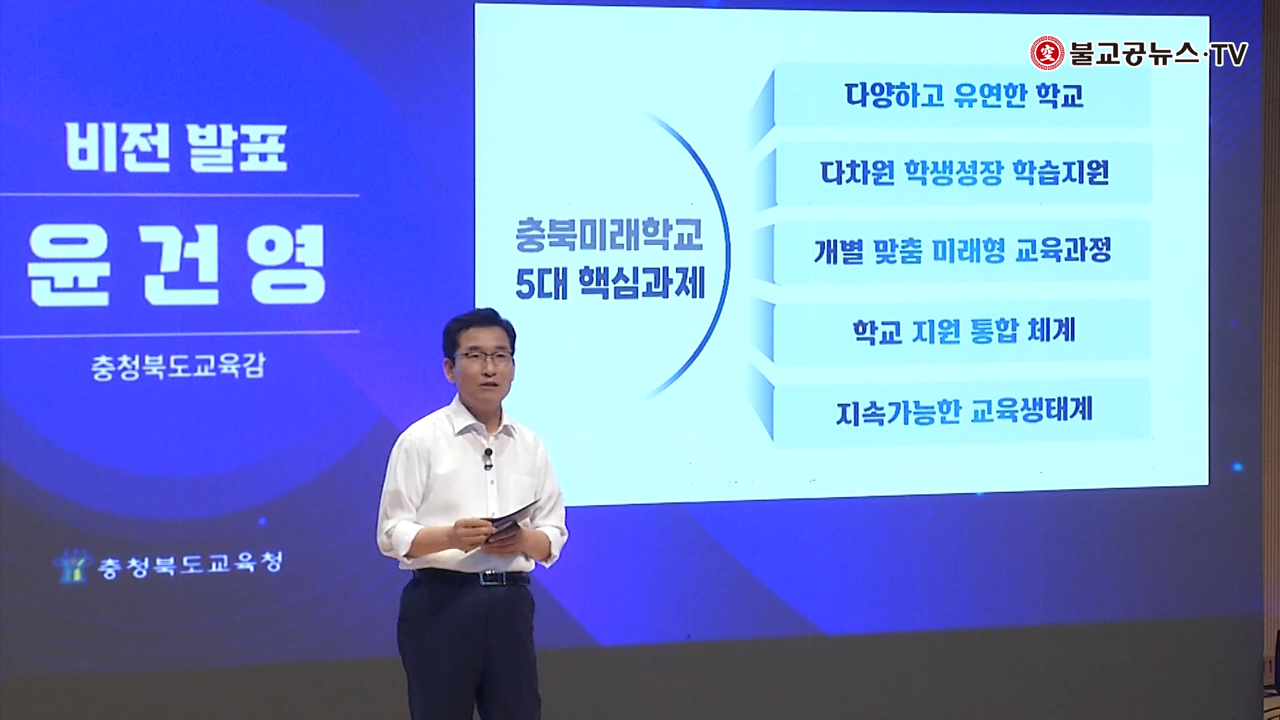 空 불교공뉴스·TV
비전 발표
윤건영
충청북도교육감
충청북도교육청
충북미래학교
5대 핵심과제
다양하고 유연한 학교
다차원 학생성장 학습지원
개별 맞춤 미래형 교육과정
학교 지원 통합 체계
지속가능한 교육생태계